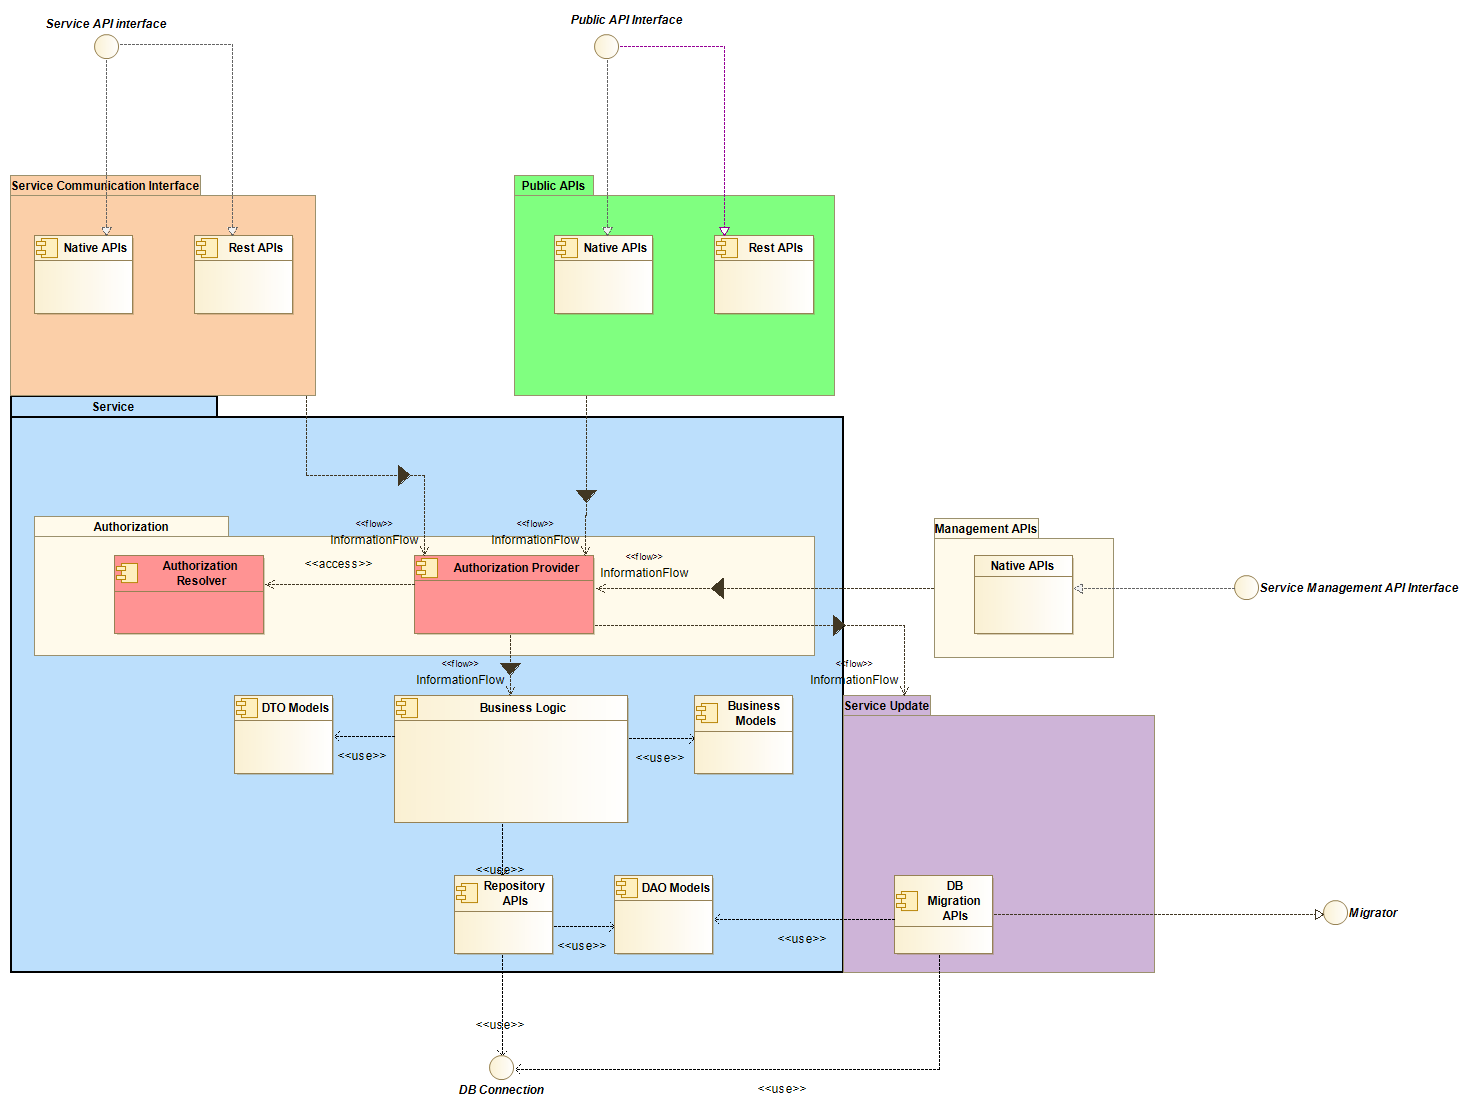 Service API interface
Public API Interface
Service Communication Interface
Public APIs
Native APIs
Rest APIs
Native APIs
Rest APIs
Service
Authorization
<<flow>>
InformationFlow
<<flow>>
InformationFlow
Management APIs
Authorization
Resolver
<<access>>
Authorization Provider
<<flow>>
InformationFlow
Native APIs
Service Management API Interface
<<flow>>
InformationFlow
<<flow>>
InformationFlow
DTO Models
Business Logic
Business
Models
Service Update
<<use>>
<<use>>
<<use>>
Repository
APIs
DAO Models
DB
Migration
APIs
Migrator
<<use>>
<<use>>
<<use>>
DB Connection
<<use>>